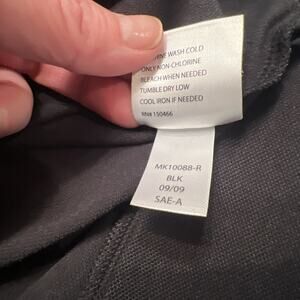 WASH COLD
ONLY NON-CHLORINE
BLEACH WHEN NEEDED
TUMBLE DRY LOW
COOL IRON IF NEEDED
RN# 150466
MK10088-R
BLK
09/09
SAE-A